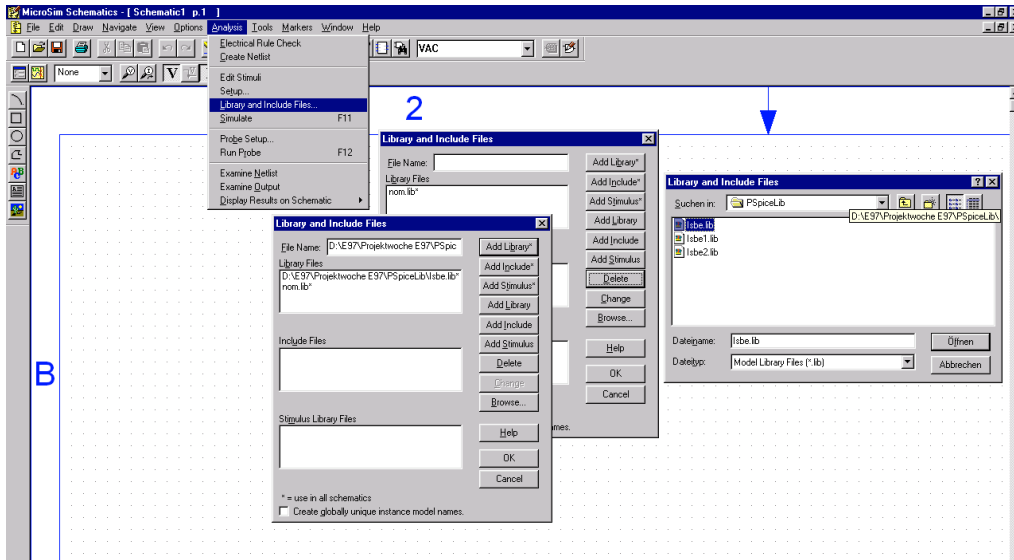 MicroSim Schematics - [ Schematic1 p.1 ]
File Edit Draw Navigate View Options Analysis Tools Markers Window Help
VAC
None
V
Electrical Rule Check
Create Netlist
Edit Stimuli
Setup...
Library and Include Files...
Simulate F11
Probe Setup...
Run Probe F12
Examine Netlist
Examine Output
Display Results on Schematic
2
B
Library and Include Files
File Name:
Library Files
nom.lib*
Add Library*
Add Include*
Add Stimulus*
Add Library
Add Include
Add Stimulus
Delete
Change
Browse...
Help
OK
Cancel
mes.
Library and Include Files
File Name: D:\E97\Projektwoche E97\PSpic
Library Files
D:\E97\Projektwoche E97\PSpiceLib\lsbe.lib*
nom.lib*
Include Files
Stimulus Library Files
Add Library*
Add Include*
Add Stimulus*
Add Library
Add Include
Add Stimulus
Delete
Change
Browse...
Help
OK
Cancel
* = use in all schematics
Create globally unique instance model names.
Library and Include Files
Suchen in: PSpiceLib
D:\E97\Projektwoche E97\PSpiceLib\
lsbe.lib
lsbe1.lib
lsbe2.lib
Dateiname: lsbe.lib
Öffnen
Dateityp: Model Library Files (*.lib)
Abbrechen